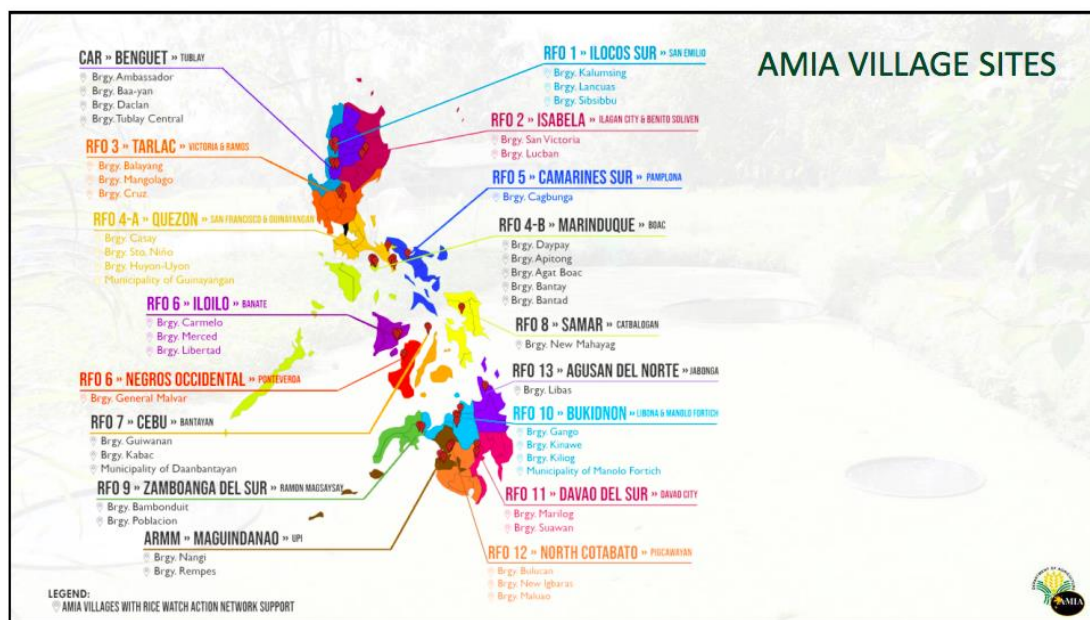 AMIA VILLAGE SITES
CAR » BENGUET » TUBLAY
Brgy. Ambassador
Brgy. Baa-yan
Brgy. Daclan
Brgy. Tublay Central
RFO 1 » ILOCOS SUR » SAN EMILIO
Brgy. Kalumsing
Brgy. Lancuas
Brgy. Sibsibbu
RFO 2 » ISABELA » ILAGAN CITY & BENITO SOLIVEN
Brgy. San Victoria
Brgy. Lucban
RFO 3 » TARLAC » VICTORIA & RAMOS
Brgy. Balayang
Brgy. Mangolago
Brgy. Cruz
RFO 5 » CAMARINES SUR » PAMPLONA
Brgy. Cagbunga
RFO 4-A » QUEZON » SAN FRANCISCO & GUINAYANGAN
Brgy. Casay
Brgy. Sto. Niño
Brgy. Huyon-Uyon
Municipality of Guinayangan
RFO 4-B » MARINDUQUE » BOAC
Brgy. Daypay
Brgy. Apitong
Brgy. Agat Boac
Brgy. Bantay
Brgy. Bantad
RFO 6 » ILOILO » BANATE
Brgy. Carmelo
Brgy. Merced
Brgy. Libertad
RFO 8 » SAMAR » CATBALOGAN
Brgy. New Mahayag
RFO 6 » NEGROS OCCIDENTAL » PONTEVERDA
Brgy. General Malvar
RFO 13 » AGUSAN DEL NORTE » JABONGA
Brgy. Libas
RFO 7 » CEBU » BANTAYAN
Brgy. Guiwanan
Brgy. Kabac
Municipality of Daanbantayan
RFO 10 » BUKIDNON » LIBONA & MANOLO FORTICH
Brgy. Gango
Brgy. Kinawe
Brgy. Kiliog
Municipality of Manolo Fortich
RFO 9 » ZAMBOANGA DEL SUR » RAMON MAGSAYSAY
Brgy. Bambonduit
Brgy. Poblacion
RFO 11 » DAVAO DEL SUR » DAVAO CITY
Brgy. Marilog
Brgy. Suawan
ARMM » MAGUINDANAO » UPI
Brgy. Nangi
Brgy. Rempes
RFO 12 » NORTH COTABATO » PIGCAWAYAN
Brgy. Bulucan
Brgy. New Igbaras
Brgy. Maluao
LEGEND:
AMIA VILLAGES WITH RICE WATCH ACTION NETWORK SUPPORT
DEPARTMENT OF AGRICULTURE
AMIA